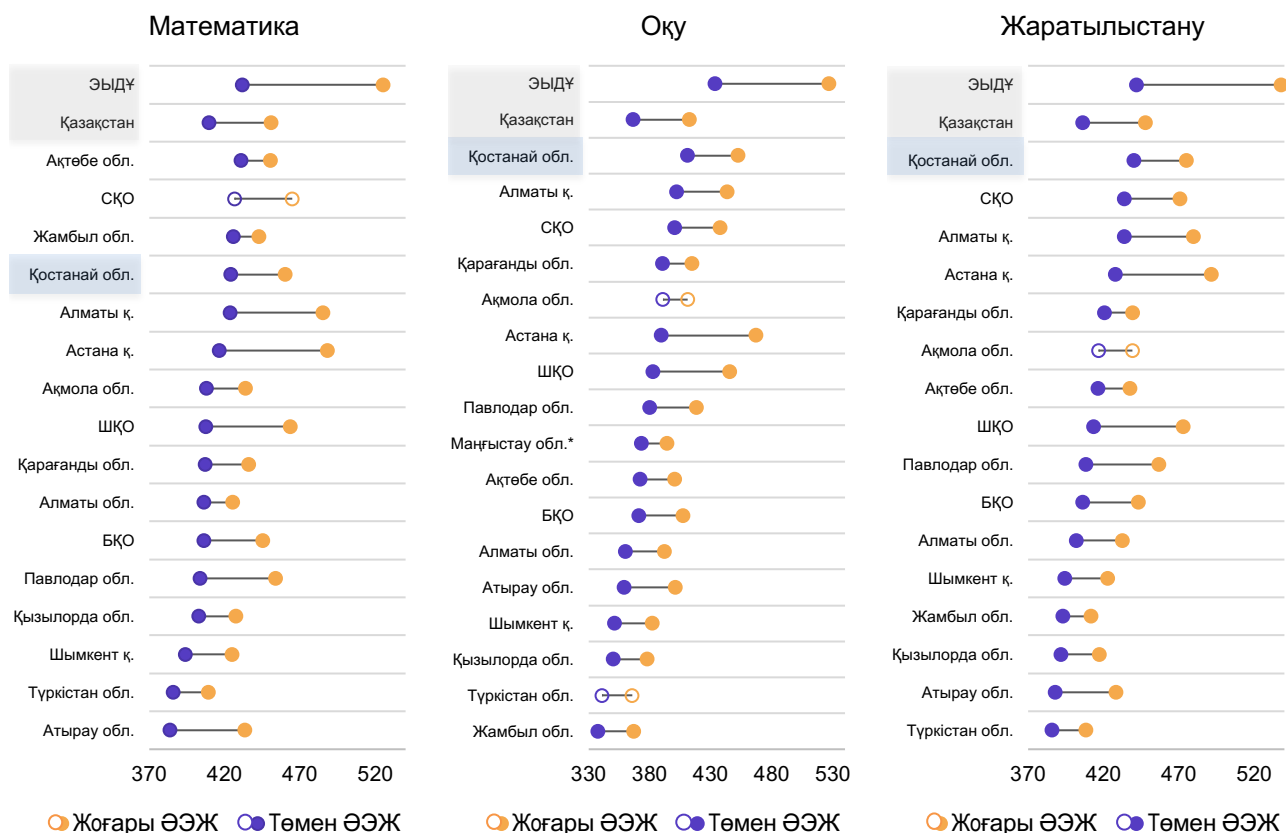 Математика
ЭЫДҰ
Қазақстан
Ақтөбе обл.
СҚО
Жамбыл обл.
Қостанай обл.
Алматы қ.
Астана қ.
Ақмола обл.
ШҚО
Қарағанды обл.
Алматы обл.
БҚО
Павлодар обл.
Қызылорда обл.
Шымкент қ.
Түркістан обл.
Атырау обл.
370 420 470 520
Жоғары ӘЭЖ Төмен ӘЭЖ
Оқу
ЭЫДҰ
Қазақстан
Қостанай обл.
Алматы қ.
СҚО
Қарағанды обл.
Ақмола обл.
Астана қ.
ШҚО
Павлодар обл.
Маңғыстау обл.*
Ақтөбе обл.
БҚО
Алматы обл.
Атырау обл.
Шымкент қ.
Қызылорда обл.
Түркістан обл.
Жамбыл обл.
330 380 430 480 530
Жоғары ӘЭЖ Төмен ӘЭЖ
Жаратылыстану
ЭЫДҰ
Қазақстан
Қостанай обл.
СҚО
Алматы қ.
Астана қ.
Қарағанды обл.
Ақмола обл.
Ақтөбе обл.
ШҚО
Павлодар обл.
БҚО
Алматы обл.
Шымкент қ.
Жамбыл обл.
Қызылорда обл.
Атырау обл.
Түркістан обл.
370 420 470 520
Жоғары ӘЭЖ Төмен ӘЭЖ